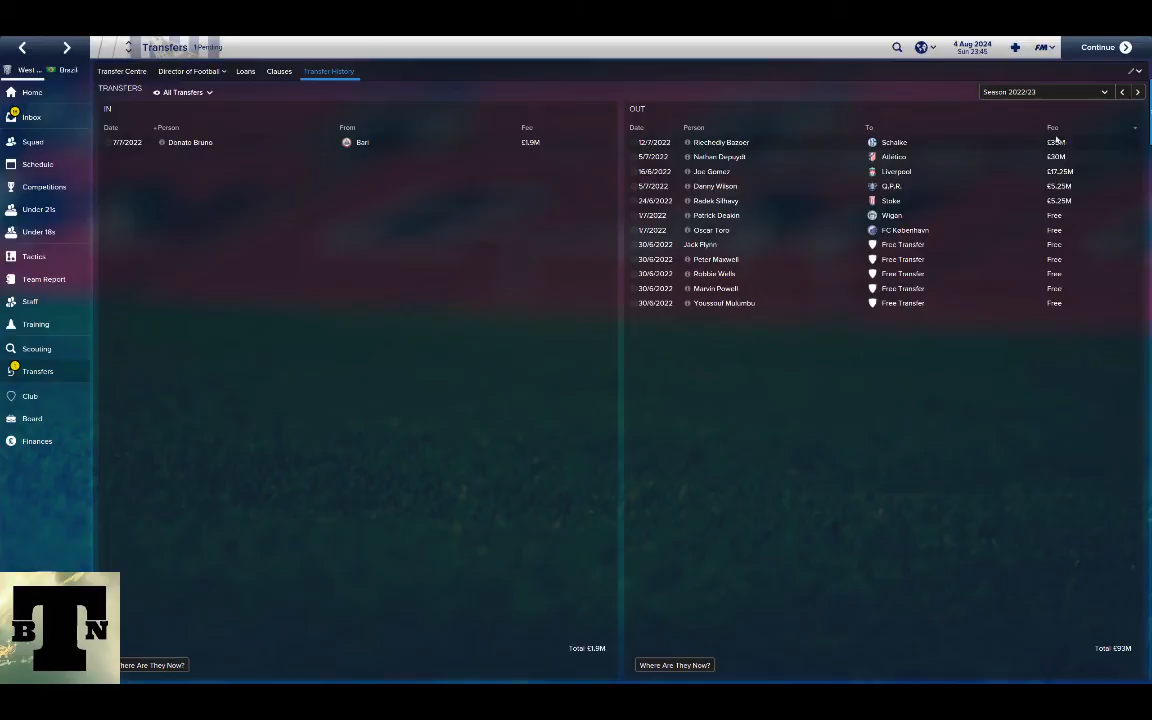 Transfers 1 Pending
4 Aug 2024
Sun 23:45
FM
Continue
West ... Brazil
Transfer Centre Director of Football Loans Clauses Transfer History
TRANSFERS All Transfers
Season 2022/23
Home
Inbox
Squad
Schedule
Competitions
Under 21s
Under 18s
Tactics
Team Report
Staff
Training
Scouting
Transfers
Club
Board
Finances
IN
Date Person From Fee
7/7/2022 Donato Bruno Bari £1.9M
Total £1.9M
here Are They Now?
OUT
Date Person To Fee
12/7/2022 Riechedly Bazoer Schalke
5/7/2022 Nathan Depuydt Atlético £30M
16/6/2022 Joe Gomez Liverpool £17.25M
5/7/2022 Danny Wilson Q.P.R. £5.25M
24/6/2022 Radek Silhavy Stoke £5.25M
1/7/2022 Patrick Deakin Wigan Free
1/7/2022 Oscar Toro FC København Free
30/6/2022 Jack Flynn Free Transfer Free
30/6/2022 Peter Maxwell Free Transfer Free
30/6/2022 Robbie Wells Free Transfer Free
30/6/2022 Marvin Powell Free Transfer Free
30/6/2022 Youssouf Mulumbu Free Transfer Free
Total £93M
Where Are They Now?
BTN